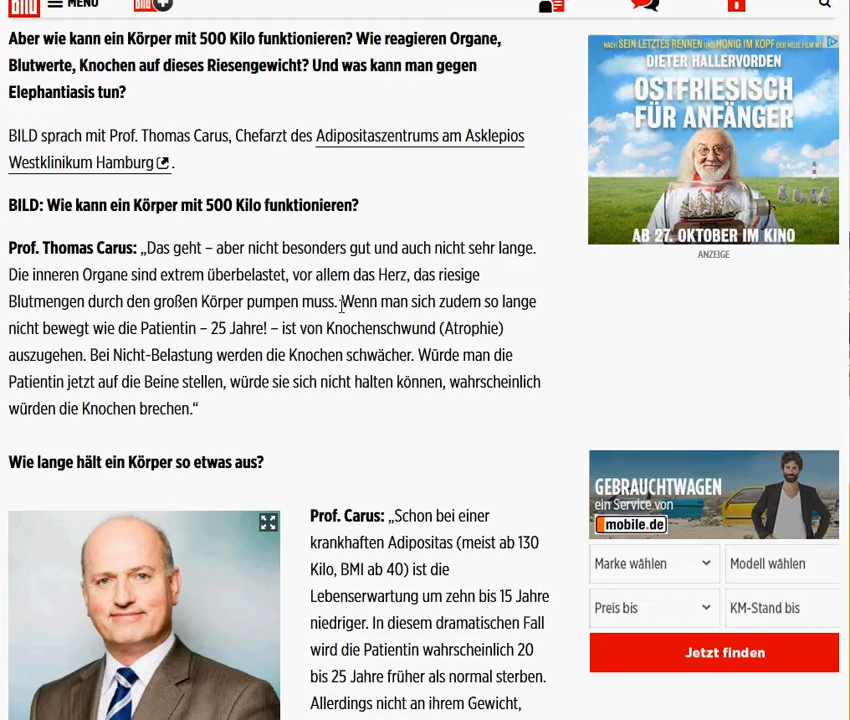 Bild
MENÜ
Bild
Aber wie kann ein Körper mit 500 Kilo funktionieren? Wie reagieren Organe,
Blutwerte, Knochen auf dieses Riesengewicht? Und was kann man gegen
Elephantiasis tun?
BILD sprach mit Prof. Thomas Carus, Chefarzt des Adipositaszentrums am Asklepios
Westklinikum Hamburg.
BILD: Wie kann ein Körper mit 500 Kilo funktionieren?
Prof. Thomas Carus: „Das geht – aber nicht besonders gut und auch nicht sehr lange.
Die inneren Organe sind extrem überbelastet, vor allem das Herz, das riesige
Blutmengen durch den großen Körper pumpen muss. Wenn man sich zudem so lange
nicht bewegt wie die Patientin – 25 Jahre! – ist von Knochenschwund (Atrophie)
auszugehen. Bei Nicht-Belastung werden die Knochen schwächer. Würde man die
Patientin jetzt auf die Beine stellen, würde sie sich nicht halten können, wahrscheinlich
würden die Knochen brechen.“
Wie lange hält ein Körper so etwas aus?
Prof. Carus: „Schon bei einer
krankhaften Adipositas (meist ab 130
Kilo, BMI ab 40) ist die
Lebenserwartung um zehn bis 15 Jahre
niedriger. In diesem dramatischen Fall
wird die Patientin wahrscheinlich 20
bis 25 Jahre früher als normal sterben.
Allerdings nicht an ihrem Gewicht,
NACH SEIN LETZTES RENNEN UND HONIG IM KOPF DER NEUE FILM MIT
DIETER HALLERVORDEN
OSTFRIESISCH
FÜR ANFÄNGER
AB 27. OKTOBER IM KINO
ANZEIGE
GEBRAUCHTWAGEN
ein Service von
mobile.de
Marke wählen
Modell wählen
Preis bis
KM-Stand bis
Jetzt finden